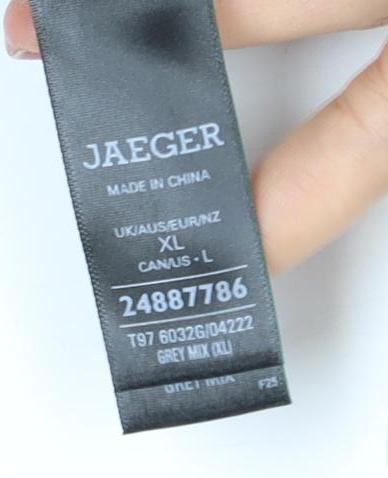 JAEGER
MADE IN CHINA
UK/AUS/EUR/NZ
XL
CAN/US • L
24887786
T97 6032G/04222
GREY MIX (XL)
GREY MIX F25